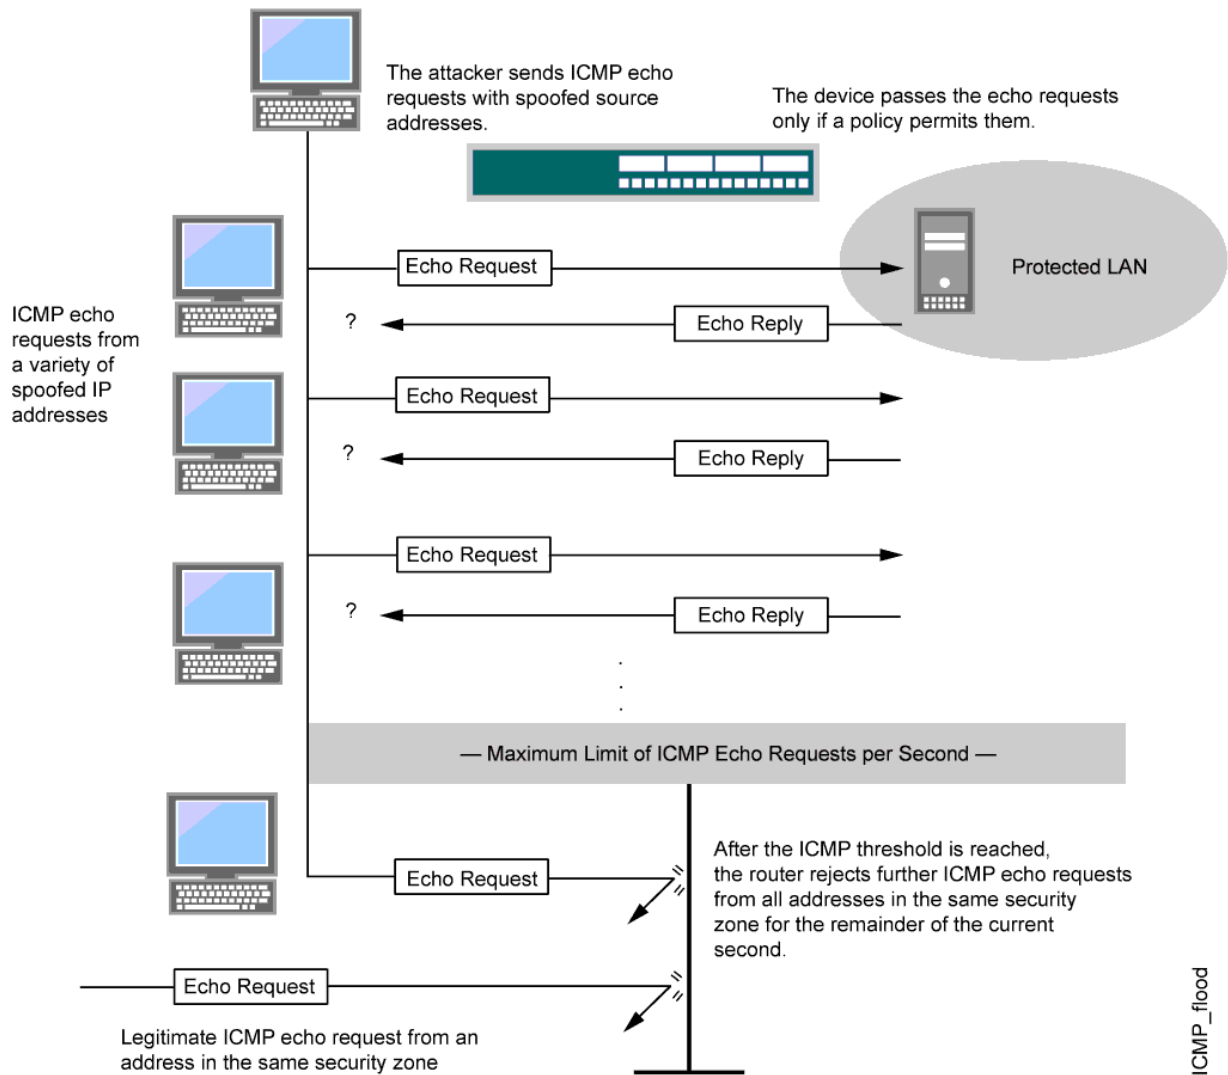 The attacker sends ICMP echo
requests with spoofed source
addresses.
The device passes the echo requests
only if a policy permits them.
Echo Request
Protected LAN
ICMP echo
requests from
a variety of
spoofed IP
addresses
?
Echo Reply
Echo Request
?
Echo Reply
Echo Request
?
Echo Reply
.
.
.
— Maximum Limit of ICMP Echo Requests per Second —
Echo Request
After the ICMP threshold is reached,
the router rejects further ICMP echo requests
from all addresses in the same security
zone for the remainder of the current
second.
Echo Request
Legitimate ICMP echo request from an
address in the same security zone
ICMP_flood